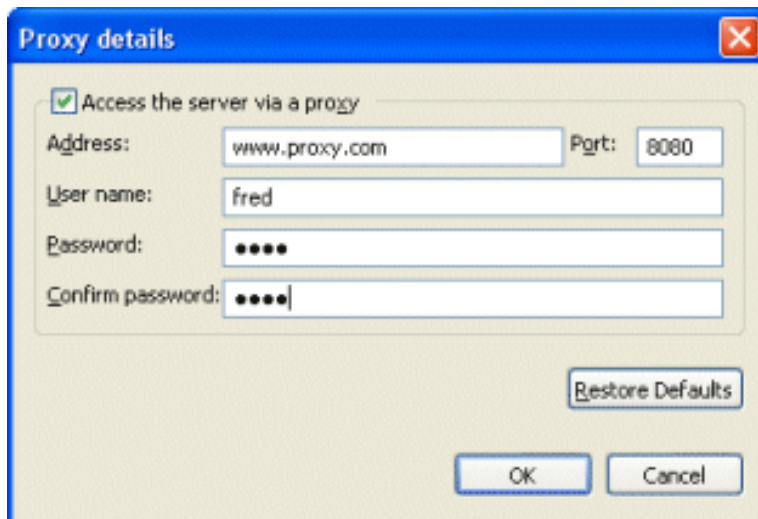 Proxy details
Access the server via a proxy
Address: www.proxy.com Port: 8080
User name: fred
Password: ●●●●
Confirm password: ●●●●
Restore Defaults
OK Cancel